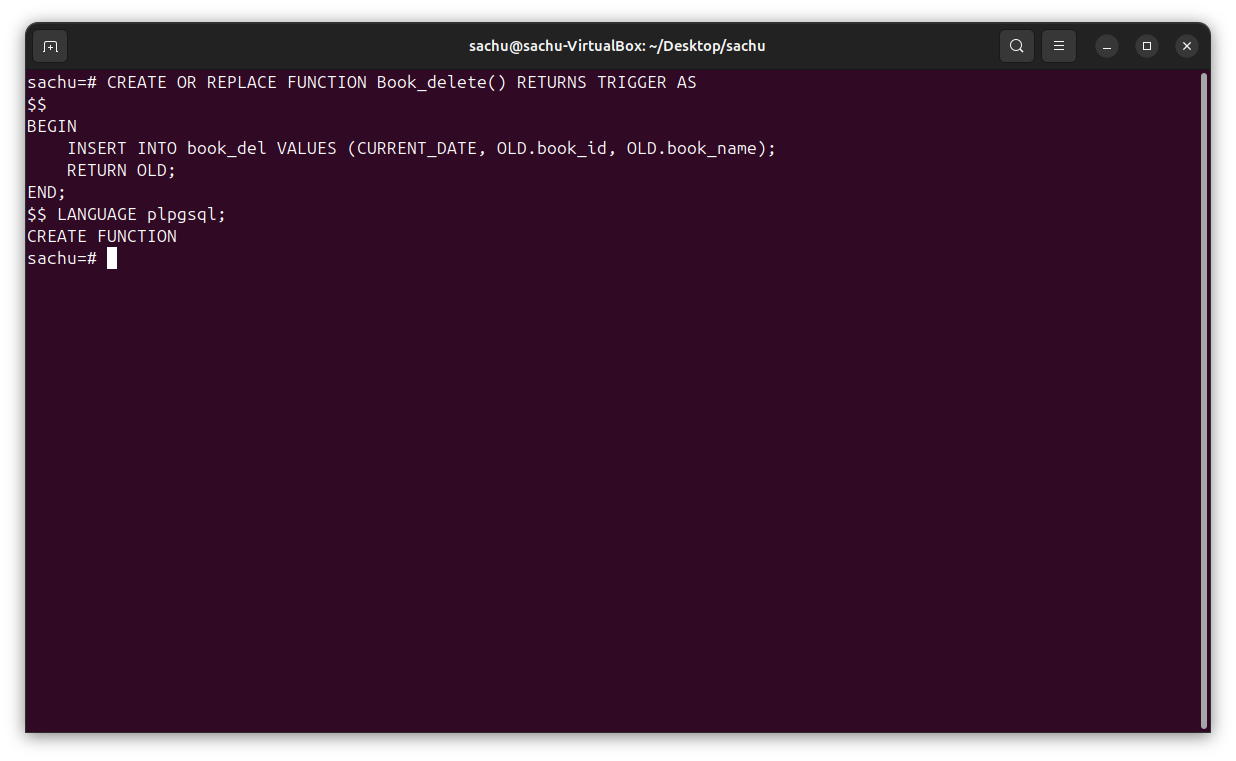 sachu@sachu-VirtualBox: ~/Desktop/sachu
sachu=# CREATE OR REPLACE FUNCTION Book_delete() RETURNS TRIGGER AS
$$
BEGIN
    INSERT INTO book_del VALUES (CURRENT_DATE, OLD.book_id, OLD.book_name);
    RETURN OLD;
END;
$$ LANGUAGE plpgsql;
CREATE FUNCTION
sachu=#